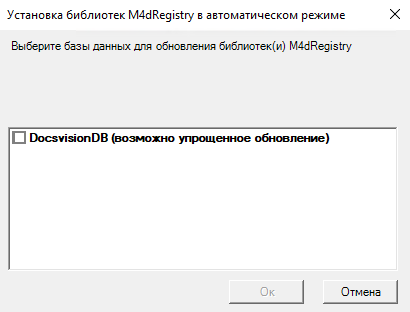 Установка библиотек M4dRegistry в автоматическом режиме
Выберите базы данных для обновления библиотек(и) M4dRegistry
DocsvisionDB (возможно упрощенное обновление)
Ок
Отмена